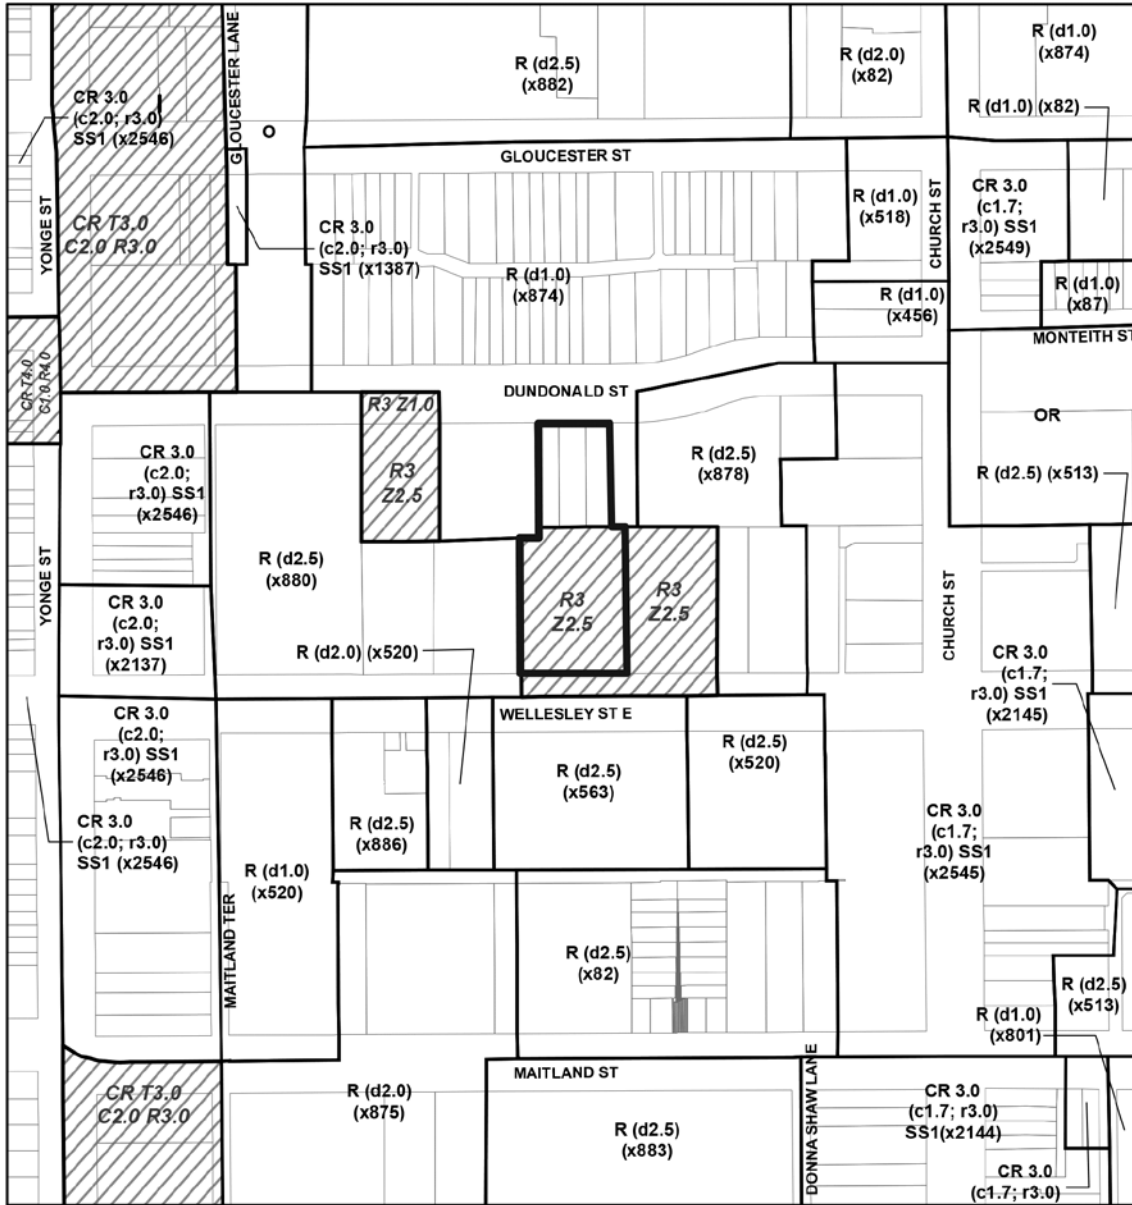 GLOUCESTER LANE
R (d2.5)
(x882)
R (d2.0)
(x82)
R (d1.0)
(x874)
CR 3.0
(c2.0; r3.0)
SS1 (x2546)
R (d1.0) (x82)
O
GLOUCESTER ST
YONGE ST
CR T3.0
C2.0 R3.0
CR 3.0
(c2.0; r3.0)
SS1 (x1387)
R (d1.0)
(x874)
R (d1.0)
(x518)
CHURCH ST
CR 3.0
(c1.7;
r3.0) SS1
(x2549)
R (d1.0)
(x87)
R (d1.0)
(x456)
MONTEITH ST
CR T4.0
C1.0 R4.0
DUNDONALD ST
R3 Z1.0
R3
Z2.5
OR
CR 3.0
(c2.0;
r3.0) SS1
(x2546)
R (d2.5)
(x878)
R (d2.5) (x513)
YONGE ST
R (d2.5)
(x880)
R3
Z2.5
R3
Z2.5
CHURCH ST
CR 3.0
(c2.0;
r3.0) SS1
(x2137)
R (d2.0) (x520)
CR 3.0
(c1.7;
r3.0) SS1
(x2145)
WELLESLEY ST E
CR 3.0
(c2.0;
r3.0) SS1
(x2546)
R (d2.5)
(x563)
R (d2.5)
(x520)
CR 3.0
(c2.0; r3.0)
SS1 (x2546)
R (d2.5)
(x886)
CR 3.0
(c1.7;
r3.0) SS1
(x2545)
R (d1.0)
(x520)
MAITLAND TER
R (d2.5)
(x82)
R (d2.5)
(x513)
R (d1.0)
(x801)
MAITLAND ST
DONNA SHAW LANE
CR T3.0
C2.0 R3.0
R (d2.0)
(x875)
R (d2.5)
(x883)
CR 3.0
(c1.7; r3.0)
SS1(x2144)
CR 3.0
(c1.7; r3.0)